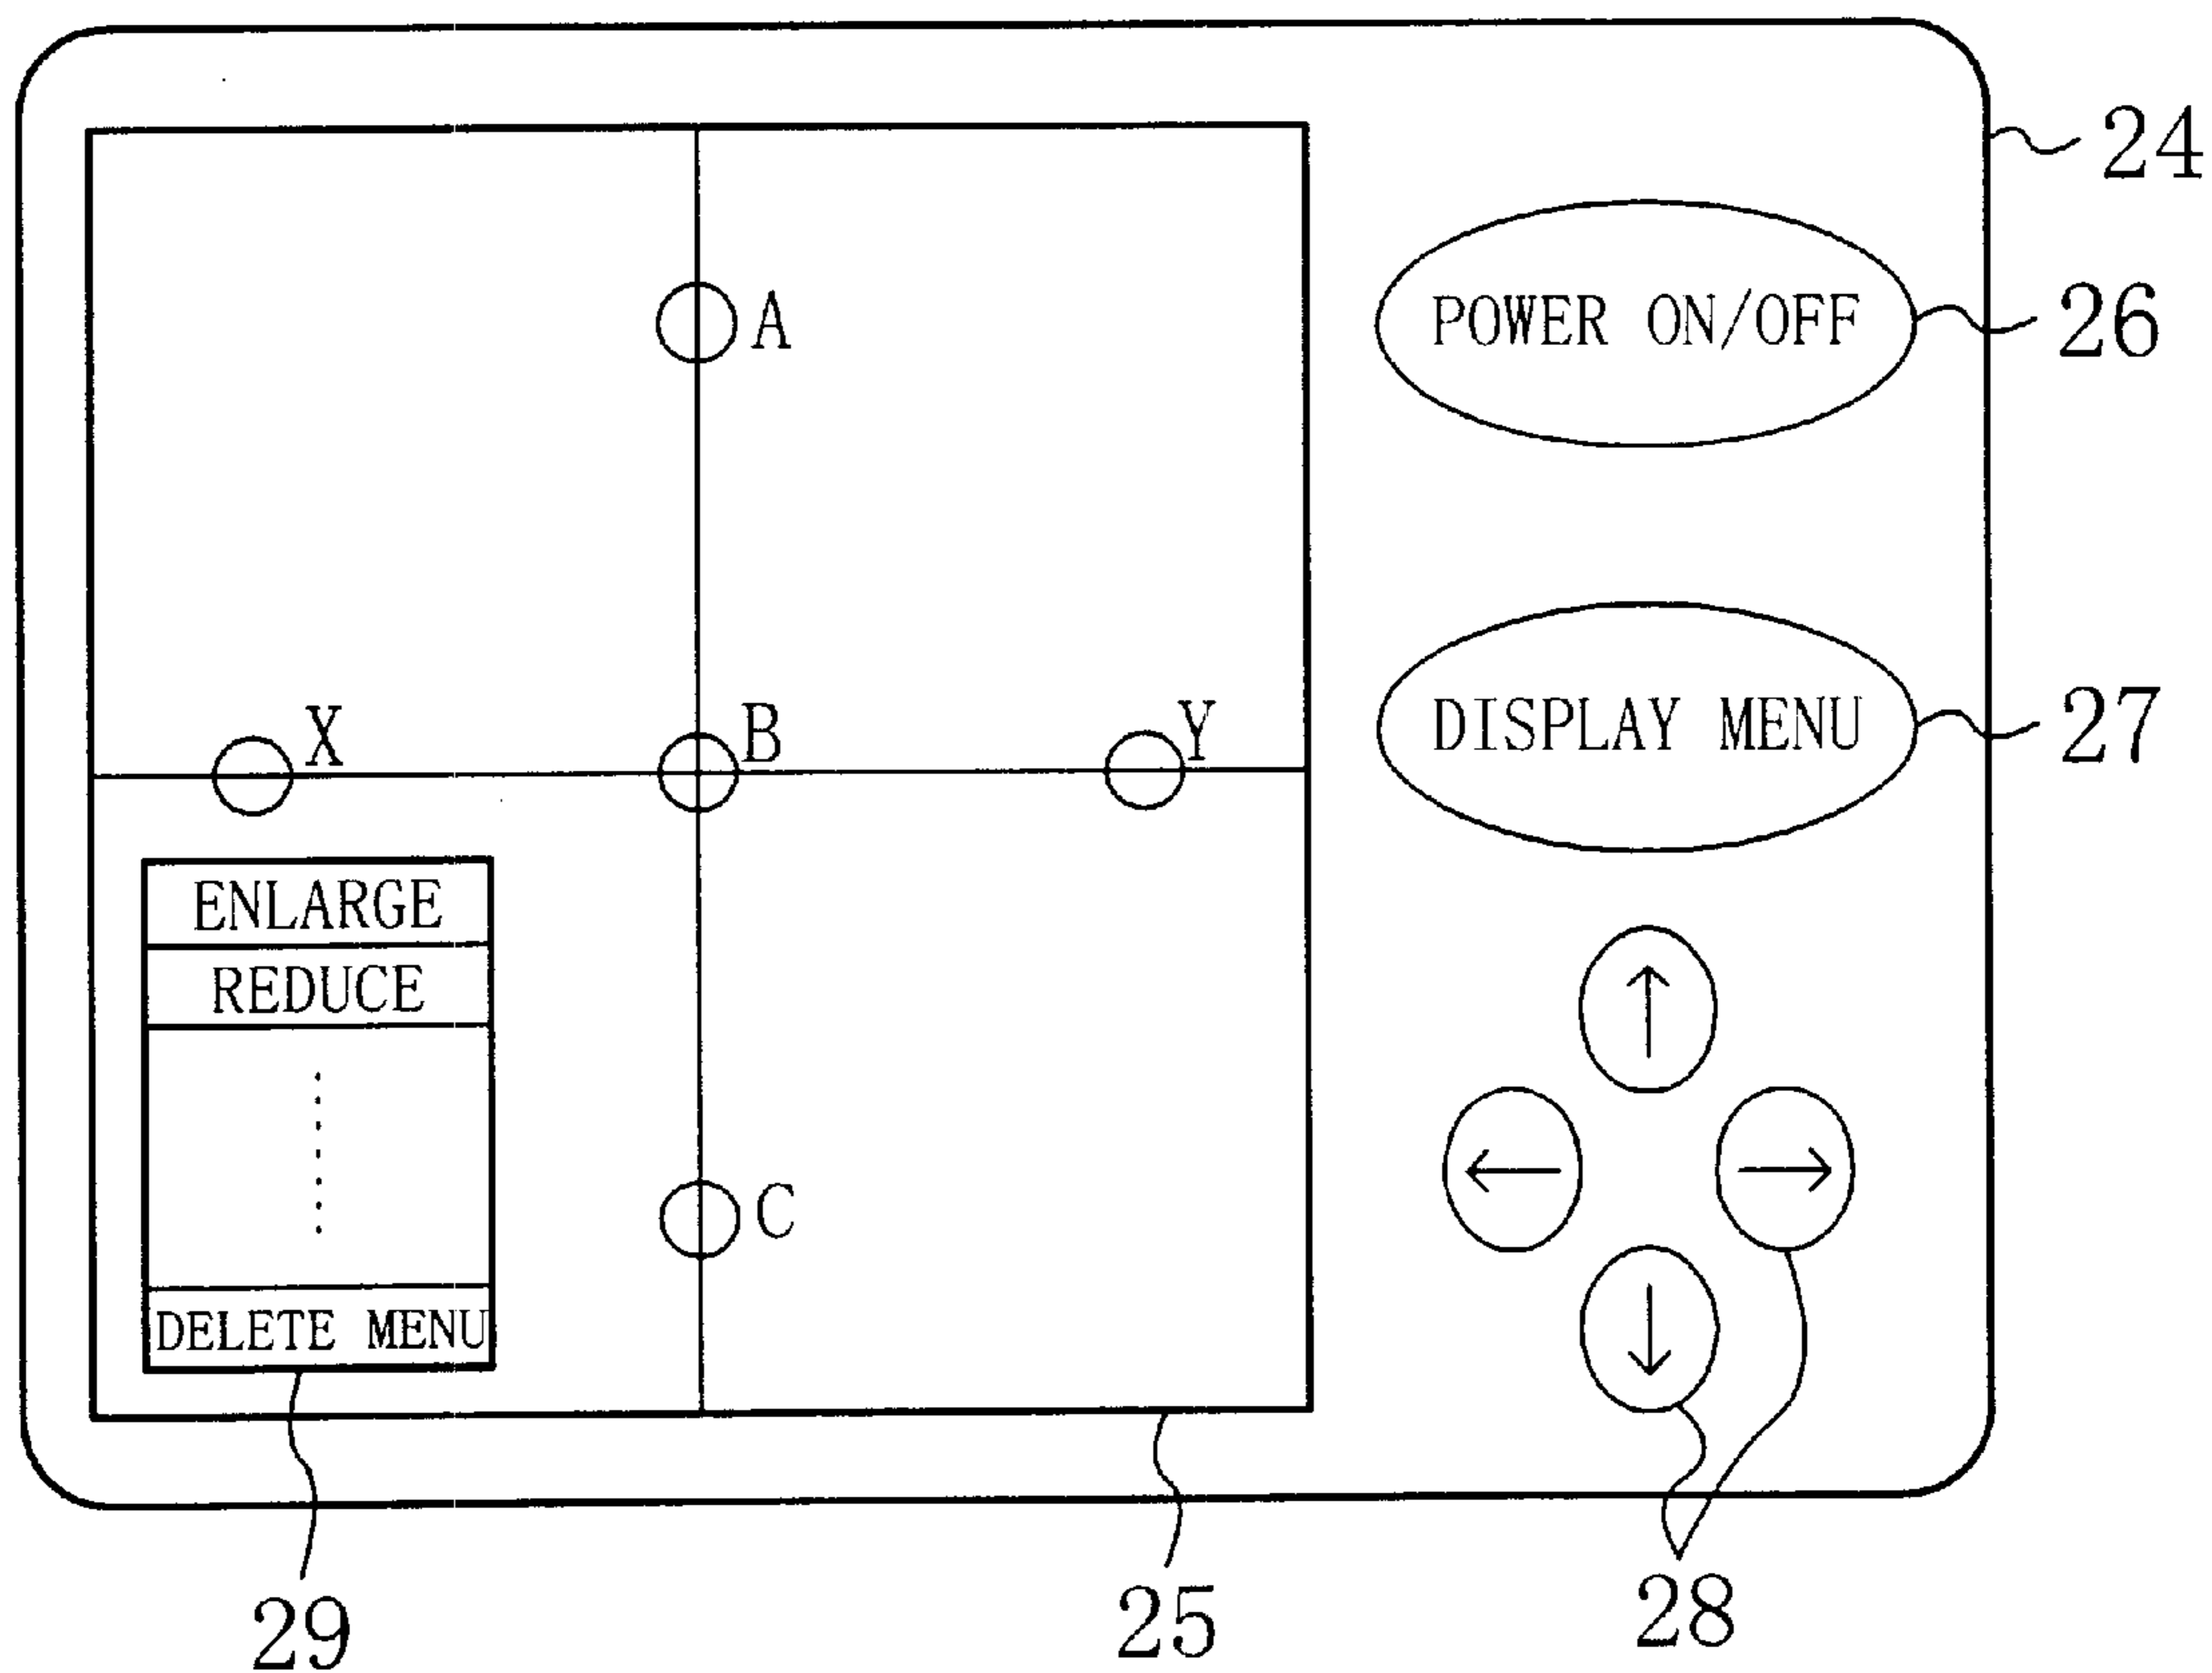 24
A
POWER ON/OFF
26
X
B
Y
DISPLAY MENU
27
ENLARGE
REDUCE
C
DELETE MENU
29
25
28